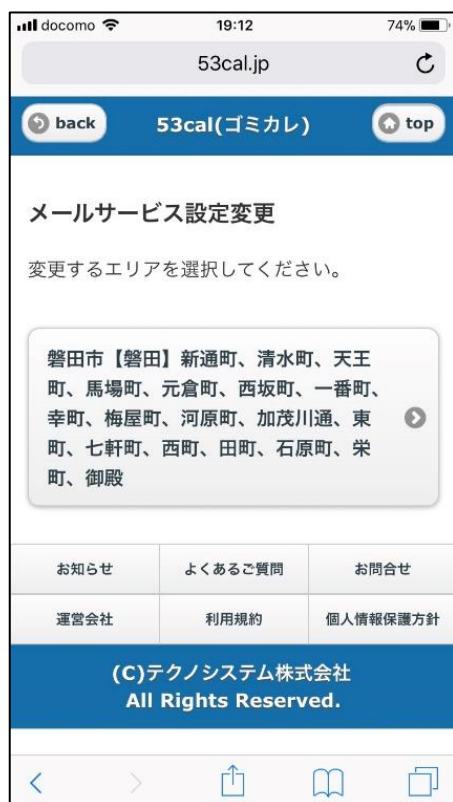 docomo 19:12 74%
53cal.jp
back 53cal(ゴミカレ) top
メールサービス設定変更
変更するエリアを選択してください。
磐田市【磐田】新通町、清水町、天王
町、馬場町、元倉町、西坂町、一番町、
幸町、梅屋町、河原町、加茂川通、東
町、七軒町、西町、田町、石原町、栄
町、御殿
お知らせ よくあるご質問 お問合せ
運営会社 利用規約 個人情報保護方針
(C)テクノシステム株式会社
All Rights Reserved.